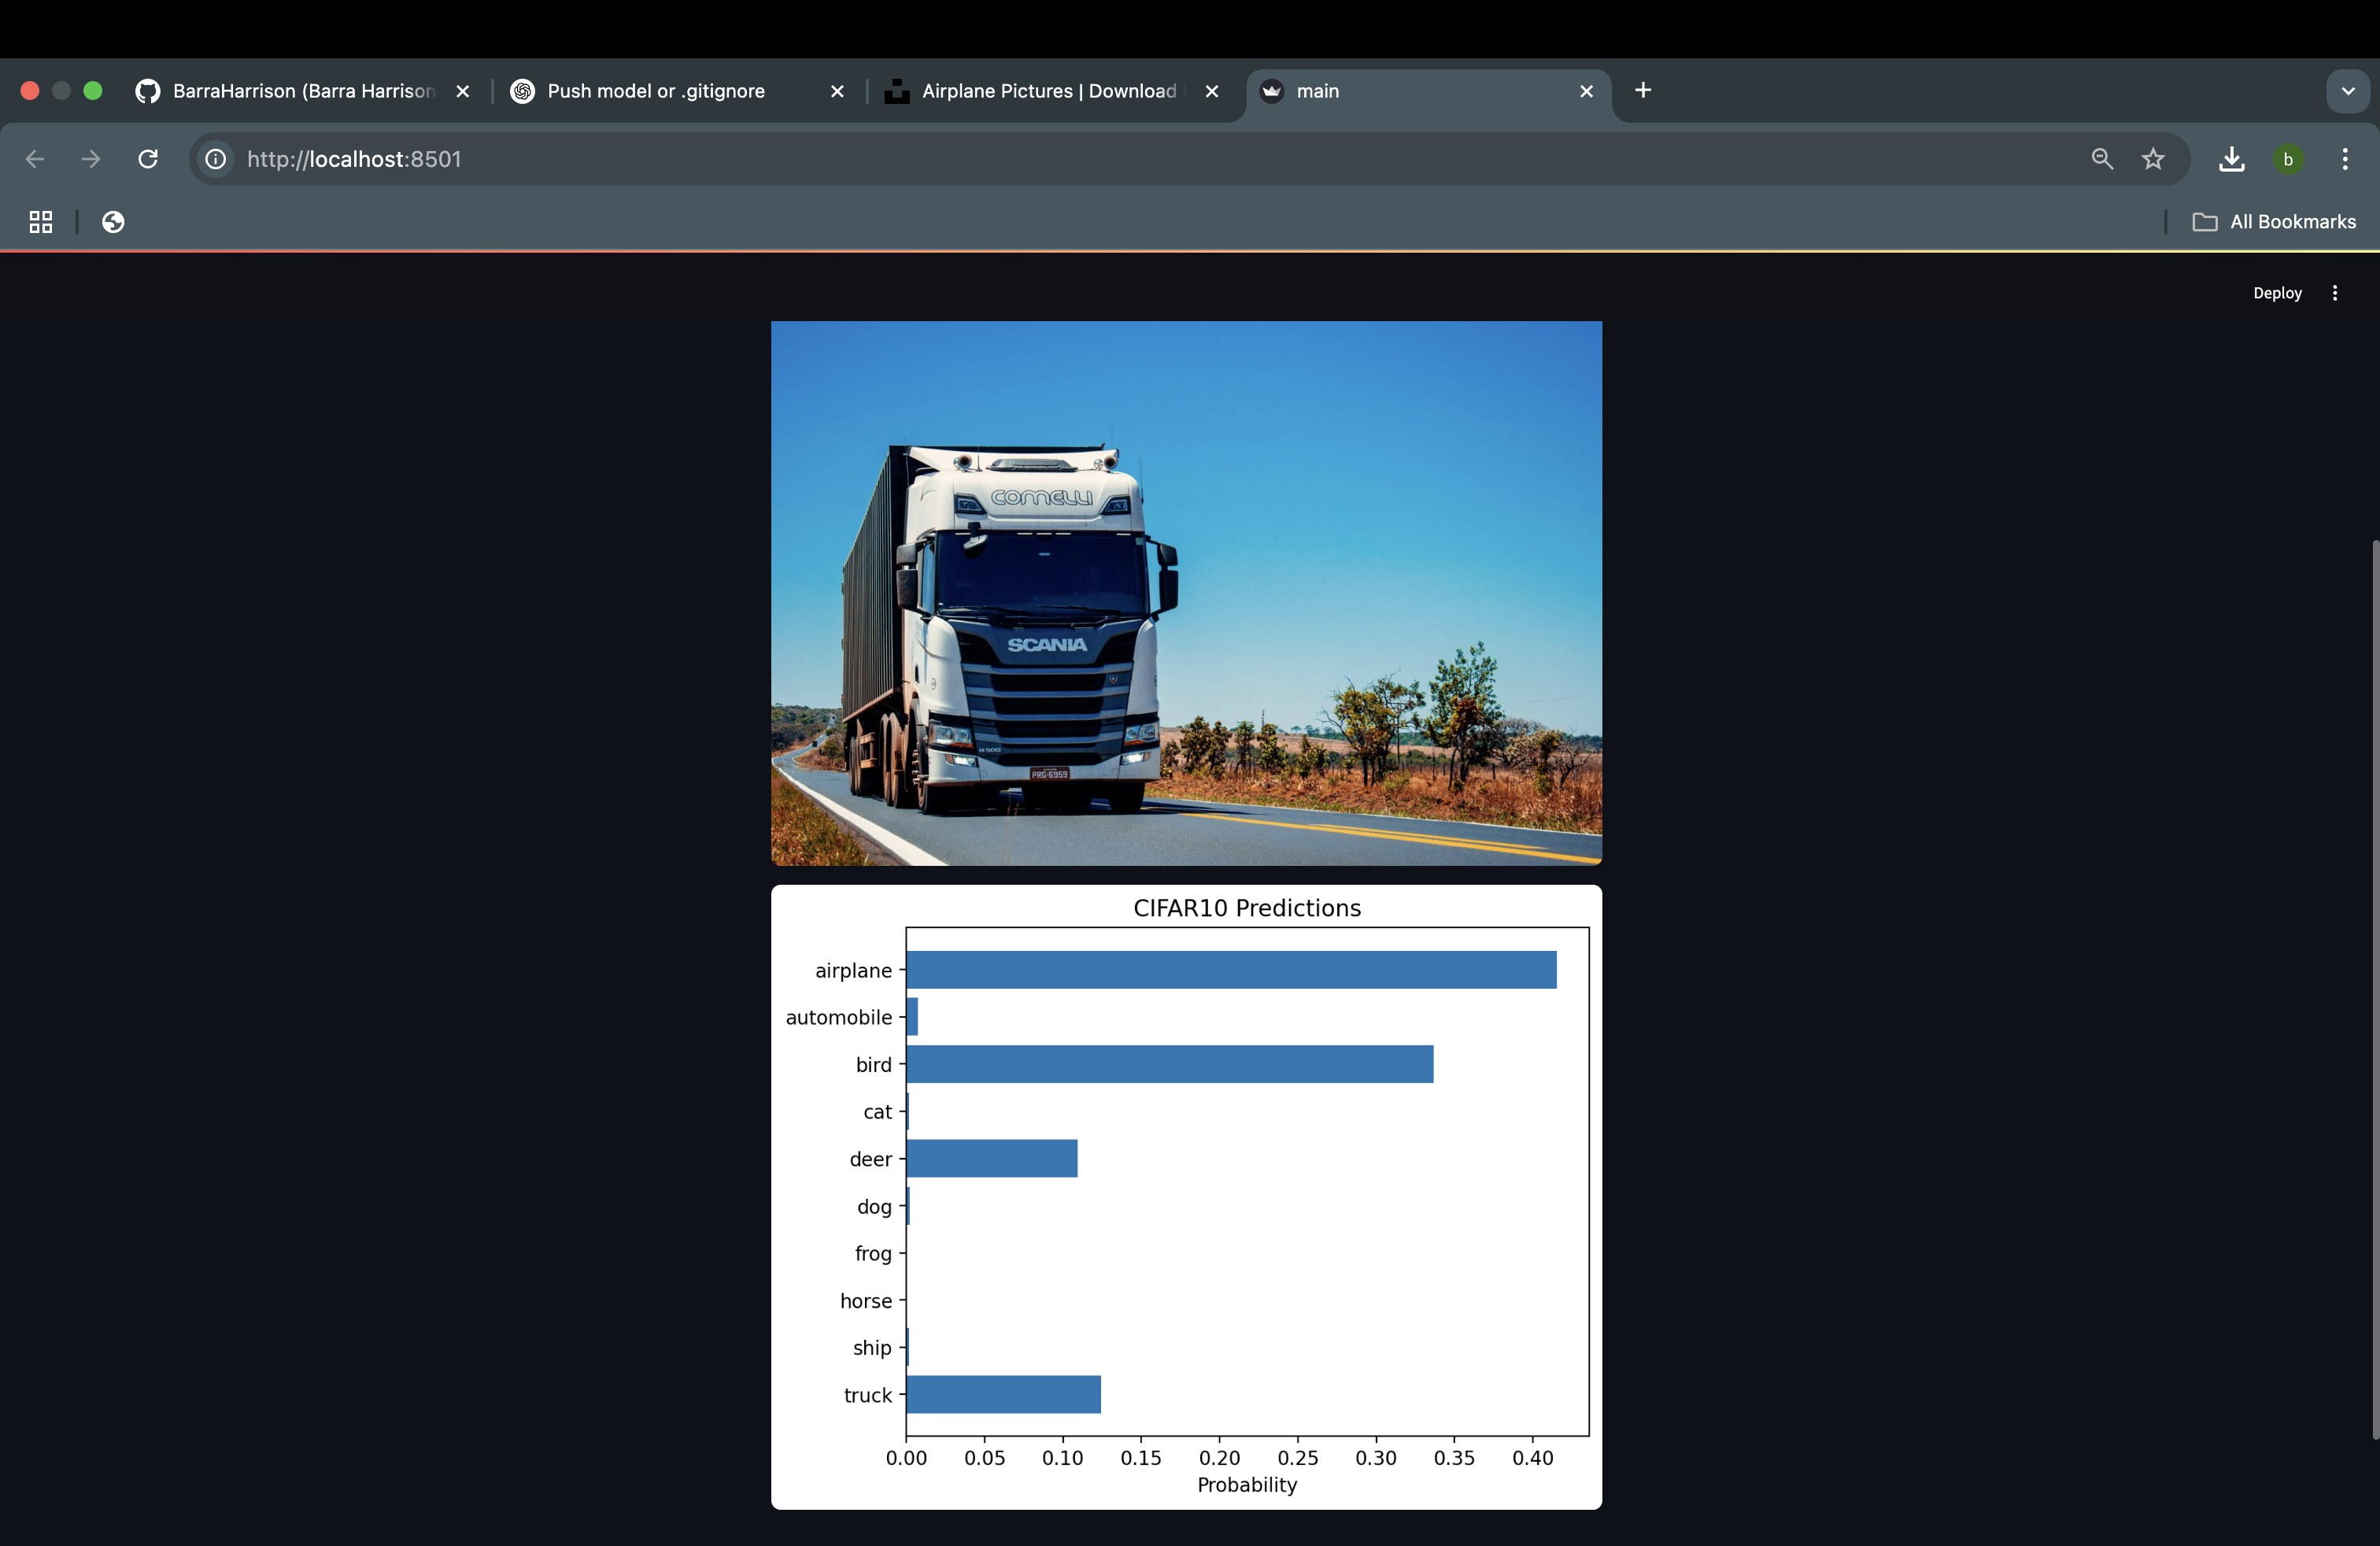 BarraHarrison (Barra Harrison
Push model or .gitignore
Airplane Pictures | Download
main
http://localhost:8501
b
All Bookmarks
Deploy
COMELLI
SCANIA
R 500
PRG-6959
CIFAR10 Predictions
airplane
automobile
bird
cat
deer
dog
frog
horse
ship
truck
0.00 0.05 0.10 0.15 0.20 0.25 0.30 0.35 0.40
Probability